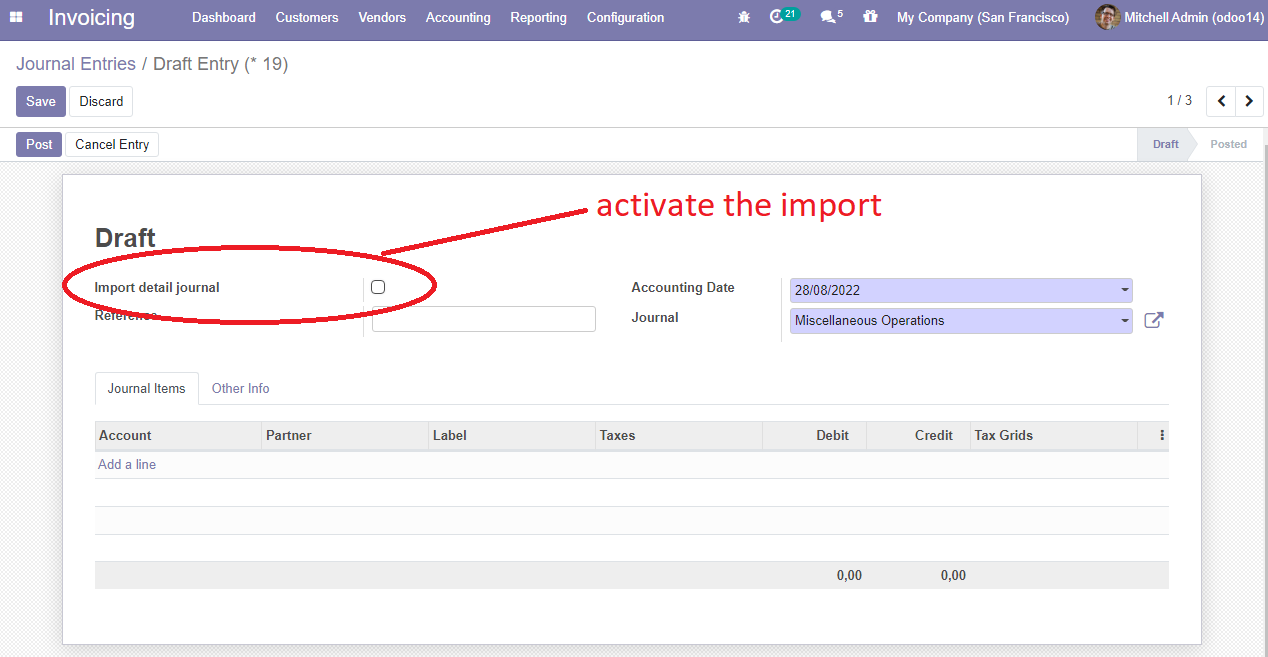 Invoicing Dashboard Customers Vendors Accounting Reporting Configuration 21 5 My Company (San Francisco) Mitchell Admin (odoo14)
Journal Entries / Draft Entry (* 19)
Save Discard 1 / 3
Post Cancel Entry Draft Posted
activate the import
Draft
Import detail journal Accounting Date 28/08/2022
Reference Journal Miscellaneous Operations
Journal Items Other Info
Account Partner Label Taxes Debit Credit Tax Grids
Add a line
0,00 0,00